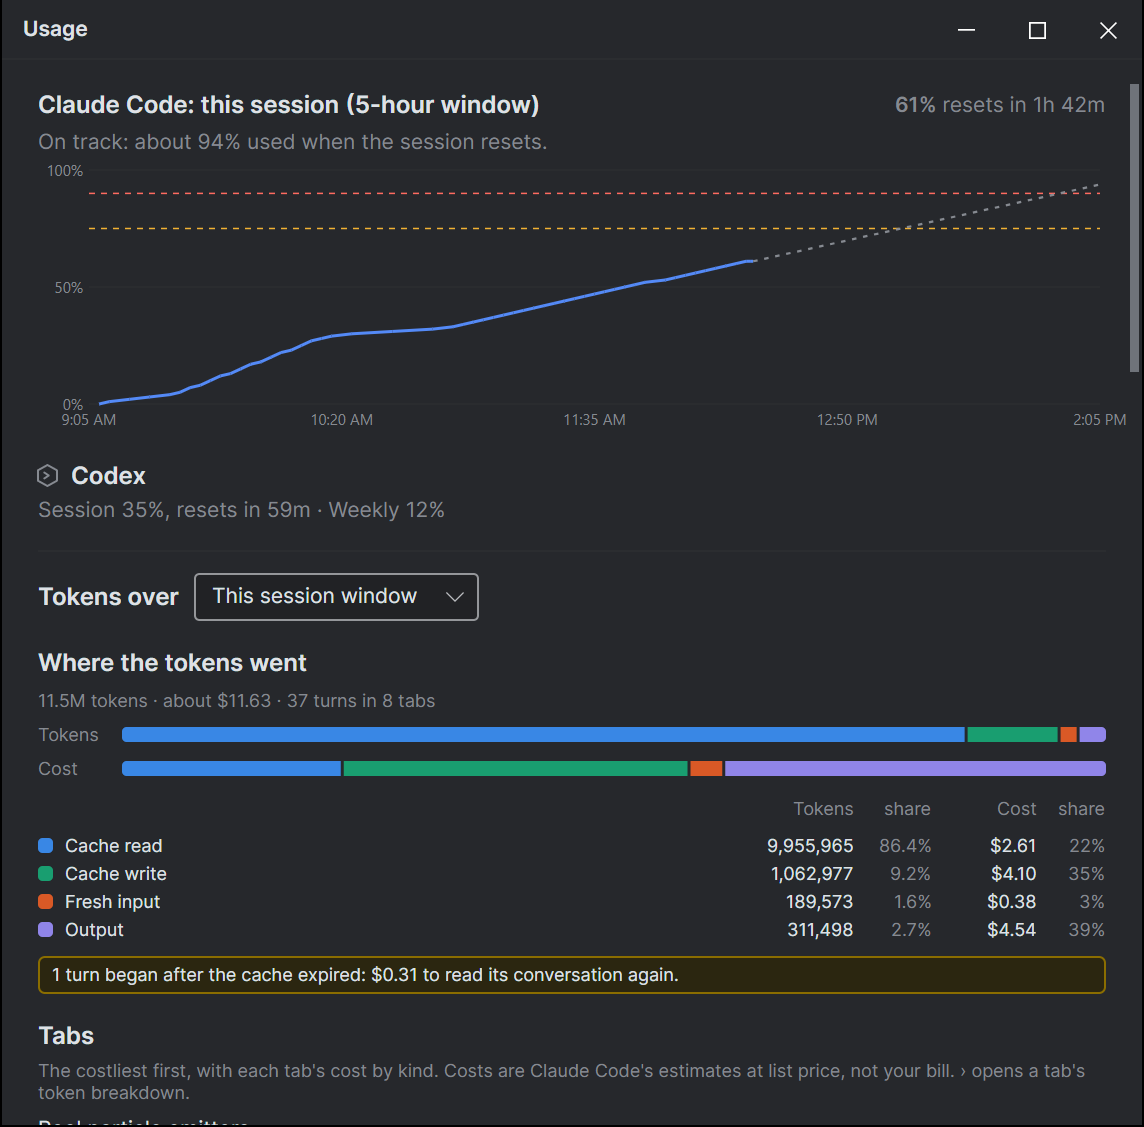 Usage
Claude Code: this session (5-hour window)
61% resets in 1h 42m
On track: about 94% used when the session resets.
100%
50%
0%
9:05 AM 10:20 AM 11:35 AM 12:50 PM 2:05 PM
Codex
Session 35%, resets in 59m · Weekly 12%
Tokens over This session window
Where the tokens went
11.5M tokens · about $11.63 · 37 turns in 8 tabs
Tokens
Cost
Tokens share Cost share
Cache read 9,955,965 86.4% $2.61 22%
Cache write 1,062,977 9.2% $4.10 35%
Fresh input 189,573 1.6% $0.38 3%
Output 311,498 2.7% $4.54 39%
1 turn began after the cache expired: $0.31 to read its conversation again.
Tabs
The costliest first, with each tab's cost by kind. Costs are Claude Code's estimates at list price, not your bill. › opens a tab's
token breakdown.